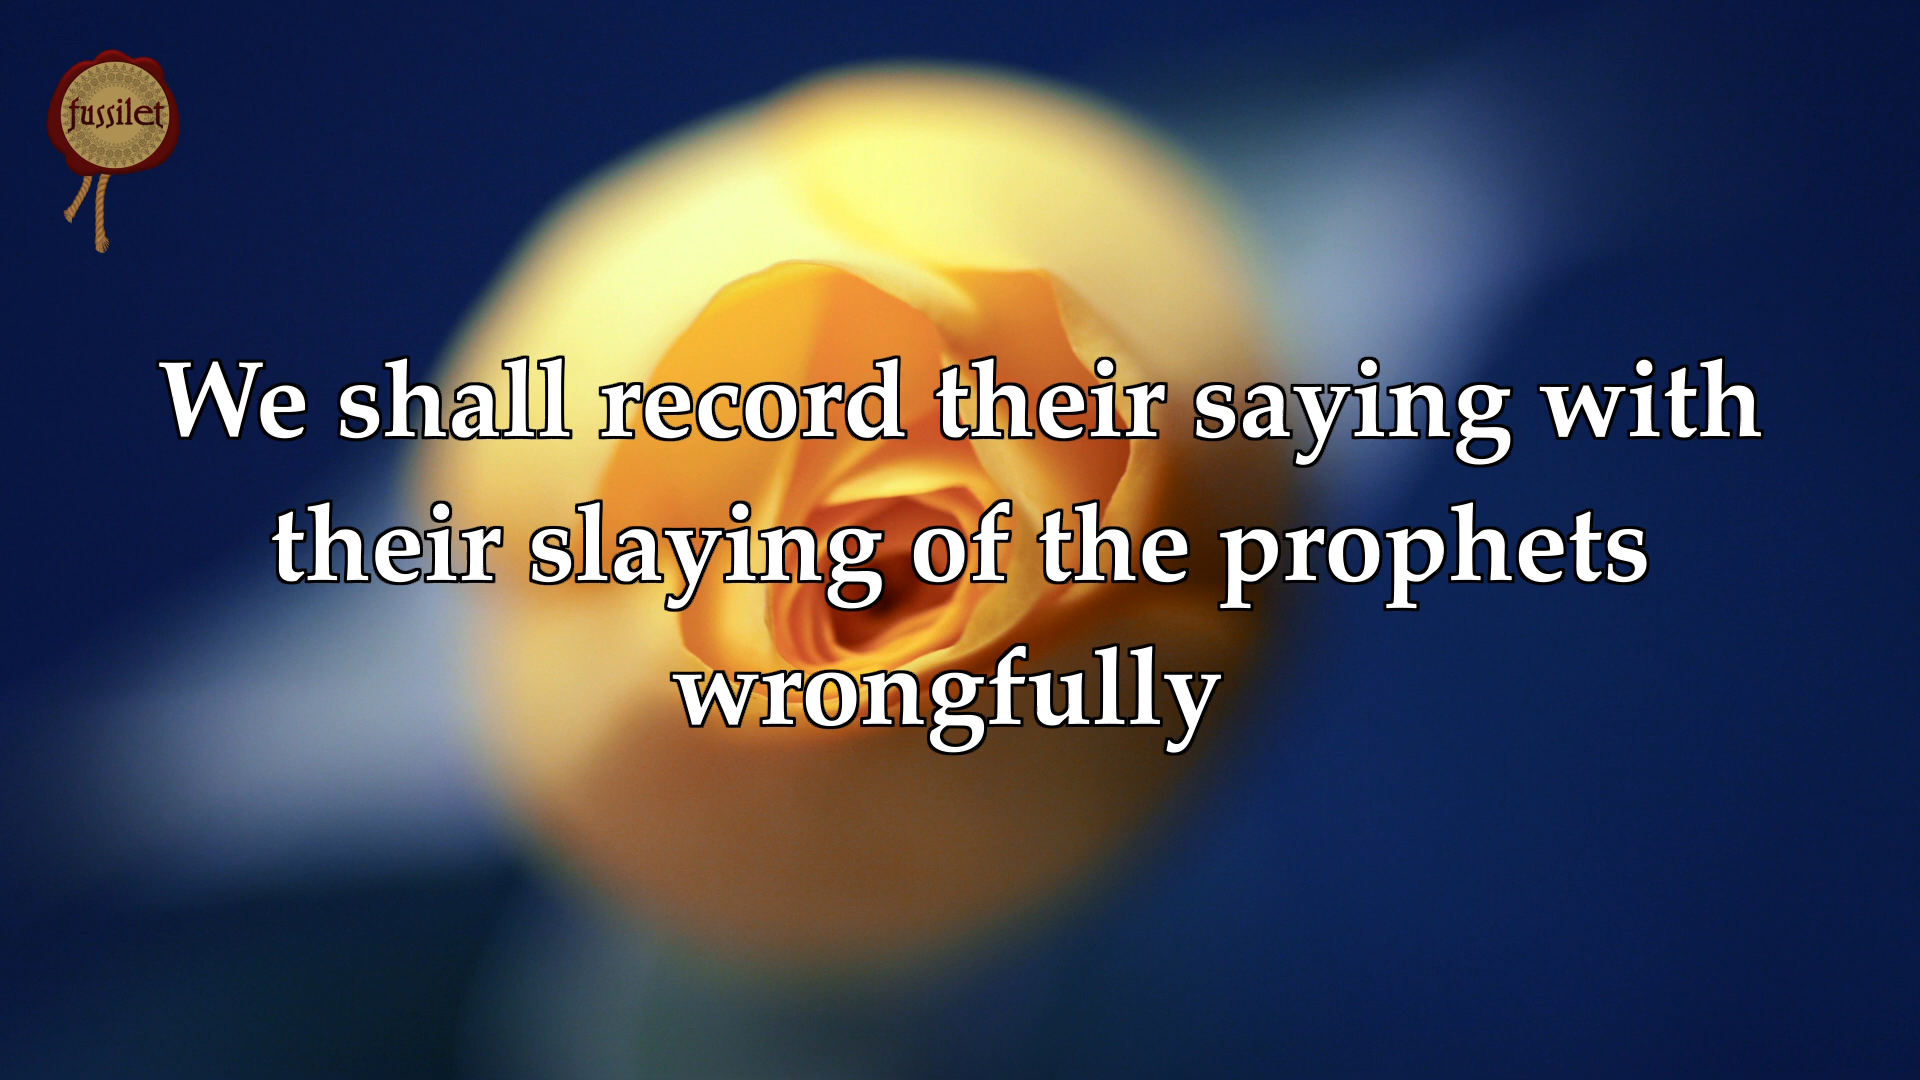 fussilet
We shall record their saying with
their slaying of the prophets
wrongfully